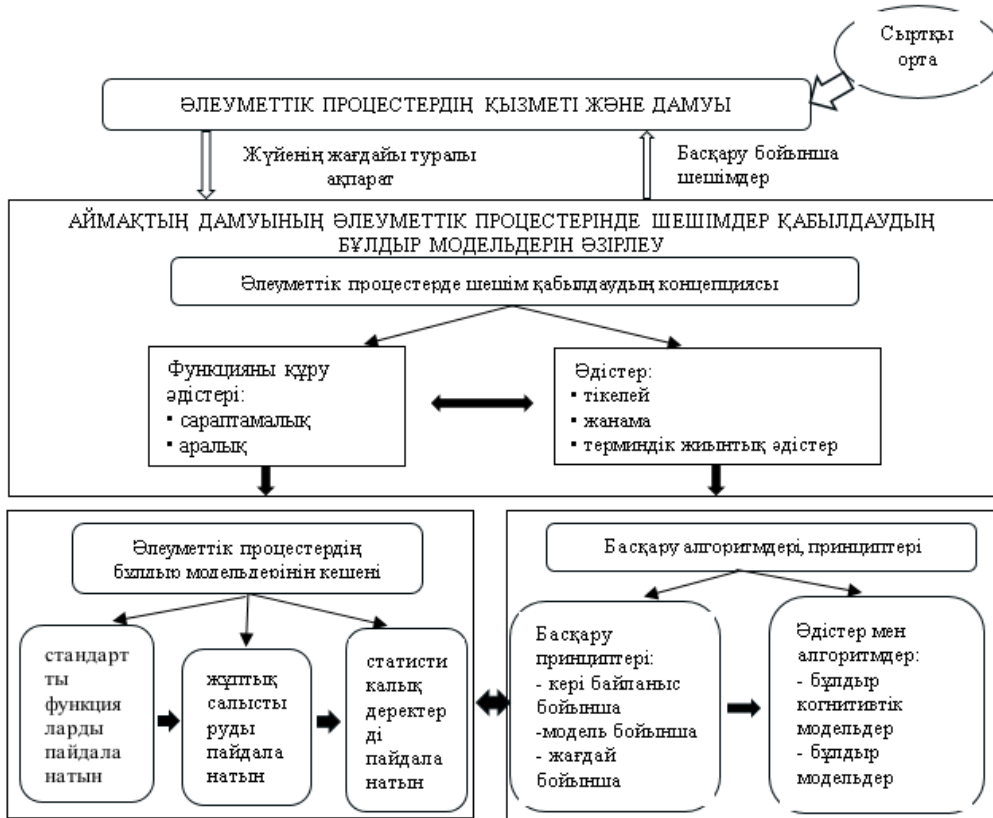 Сыртқы
орта
ӘЛЕУМЕТТІК ПРОЦЕСТЕРДІҢ ҚЫЗМЕТІ ЖӘНЕ ДАМУЫ
Жүйенің жағдайы туралы
ақпарат
Басқару бойынша
шешімдер
АЙМАҚТЫҢ ДАМУЫНЫҢ ӘЛЕУМЕТТІК ПРОЦЕСТЕРІНДЕ ШЕШІМДЕР ҚАБЫЛДАУДЫҢ
БҰЛДЫР МОДЕЛЬДЕРІН ӘЗІРЛЕУ
Әлеуметтік процестерде шешім қабылдаудың концепциясы
Функцияны құру
әдістері:
▪ сараптамалық
▪ аралық
Әдістер:
▪ тікелей
▪ жанама
▪ терминдік жиынтық әдістер
Әлеуметтік процестердің
бұлдыр модельдерінің кешені
стандарт
ты
функция
ларды
пайдала
натын
жұптық
салысты
руды
пайдала
натын
статисти
калық
деректер
ді
пайдала
натын
Басқару алгоритмдері, принциптері
Басқару
принциптері:
- кері байланыс
бойынша
-модель бойынша
- жағдай
бойынша
Әдістер мен
алгоритмдер:
- бұлдыр
когнитивтік
модельдер
- бұлдыр
модельдер